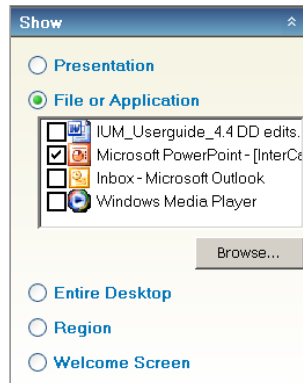 Show
Presentation
File or Application
IUM_Userguide_4.4 DD edits.
Microsoft PowerPoint - [InterCa
Inbox - Microsoft Outlook
Windows Media Player
Browse...
Entire Desktop
Region
Welcome Screen